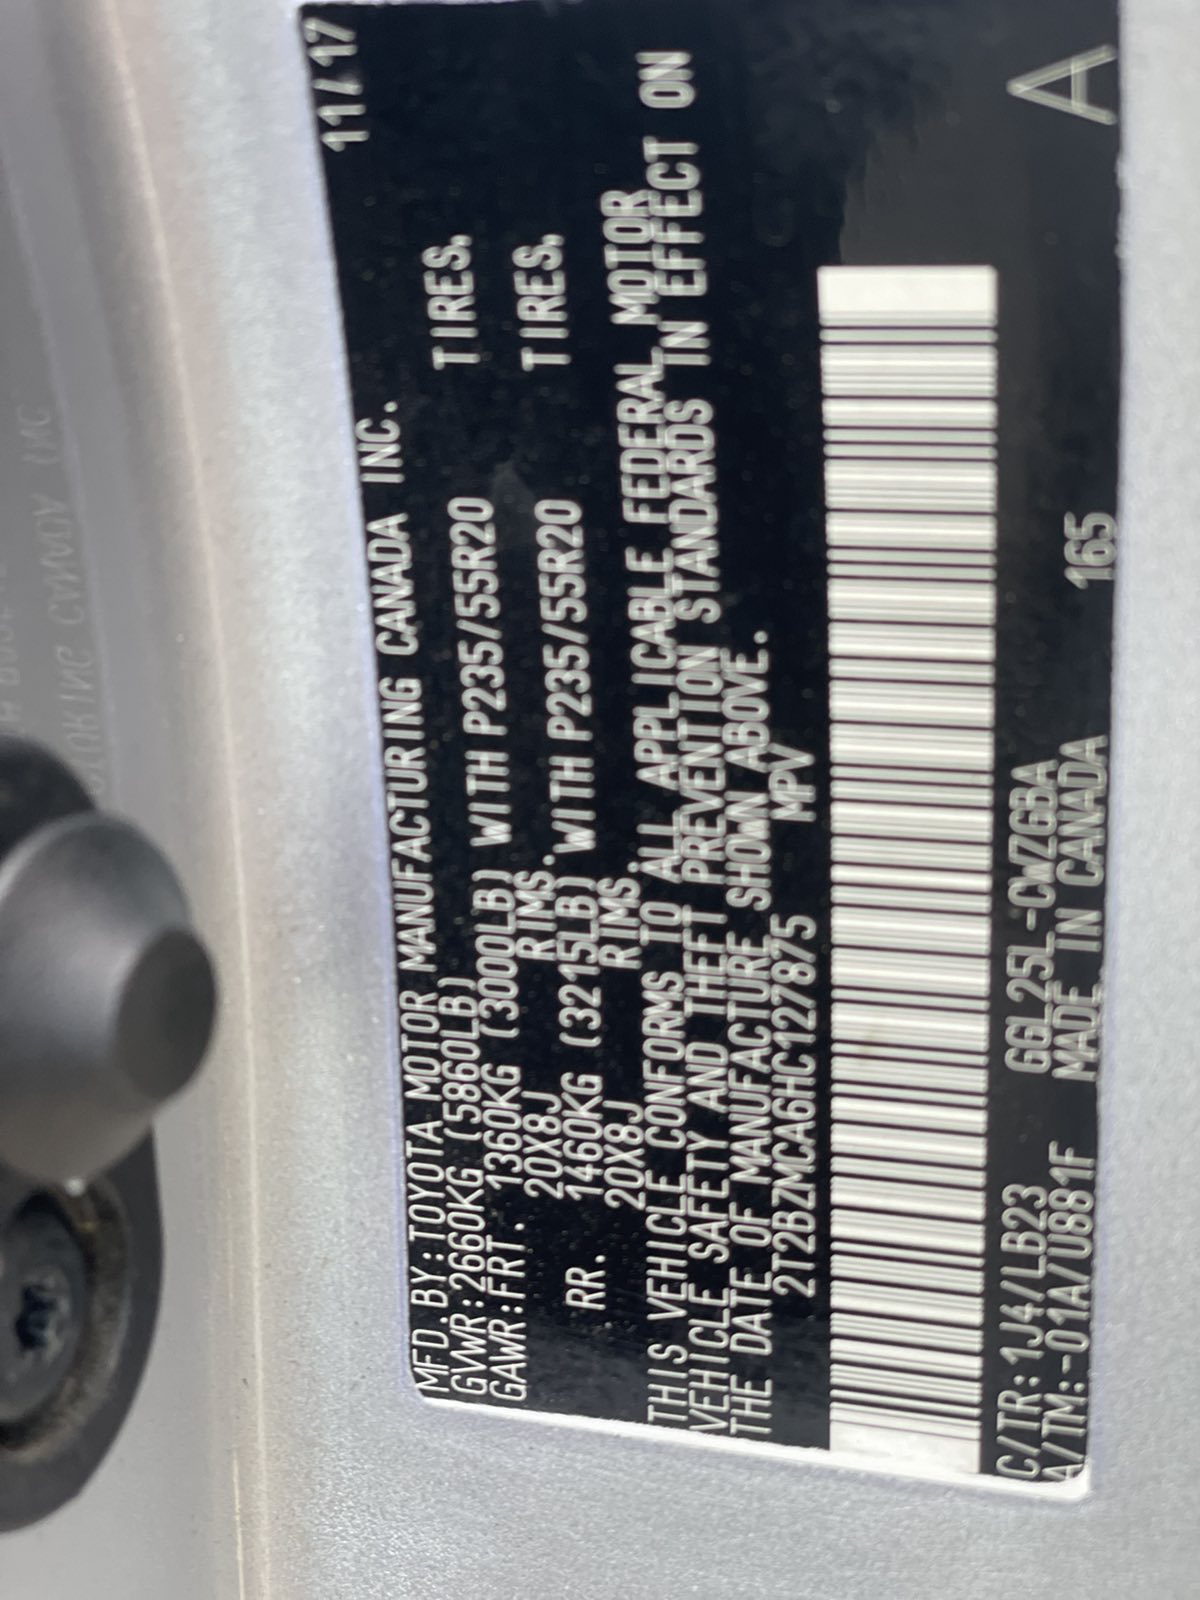 MFD.BY:TOYOTA MOTOR MANUFACTURING CANADA INC. 11/17
GVWR:2660KG (5860LB)
GAWR:FRT. 1360KG (3000LB) WITH P235/55R20 TIRES.
20X8J RIMS.
RR. 1460KG (3215LB) WITH P235/55R20 TIRES.
20X8J RIMS.
THIS VEHICLE CONFORMS TO ALL APPLICABLE FEDERAL MOTOR
VEHICLE SAFETY AND THEFT PREVENTION STANDARDS IN EFFECT ON
THE DATE OF MANUFACTURE SHOWN ABOVE.
2T2BZMCA6HC127875 MPV
C/TR:1J4/LB23 GGL25L-CWZGBA
A/TM:-01A/U881F MADE IN CANADA 165
A